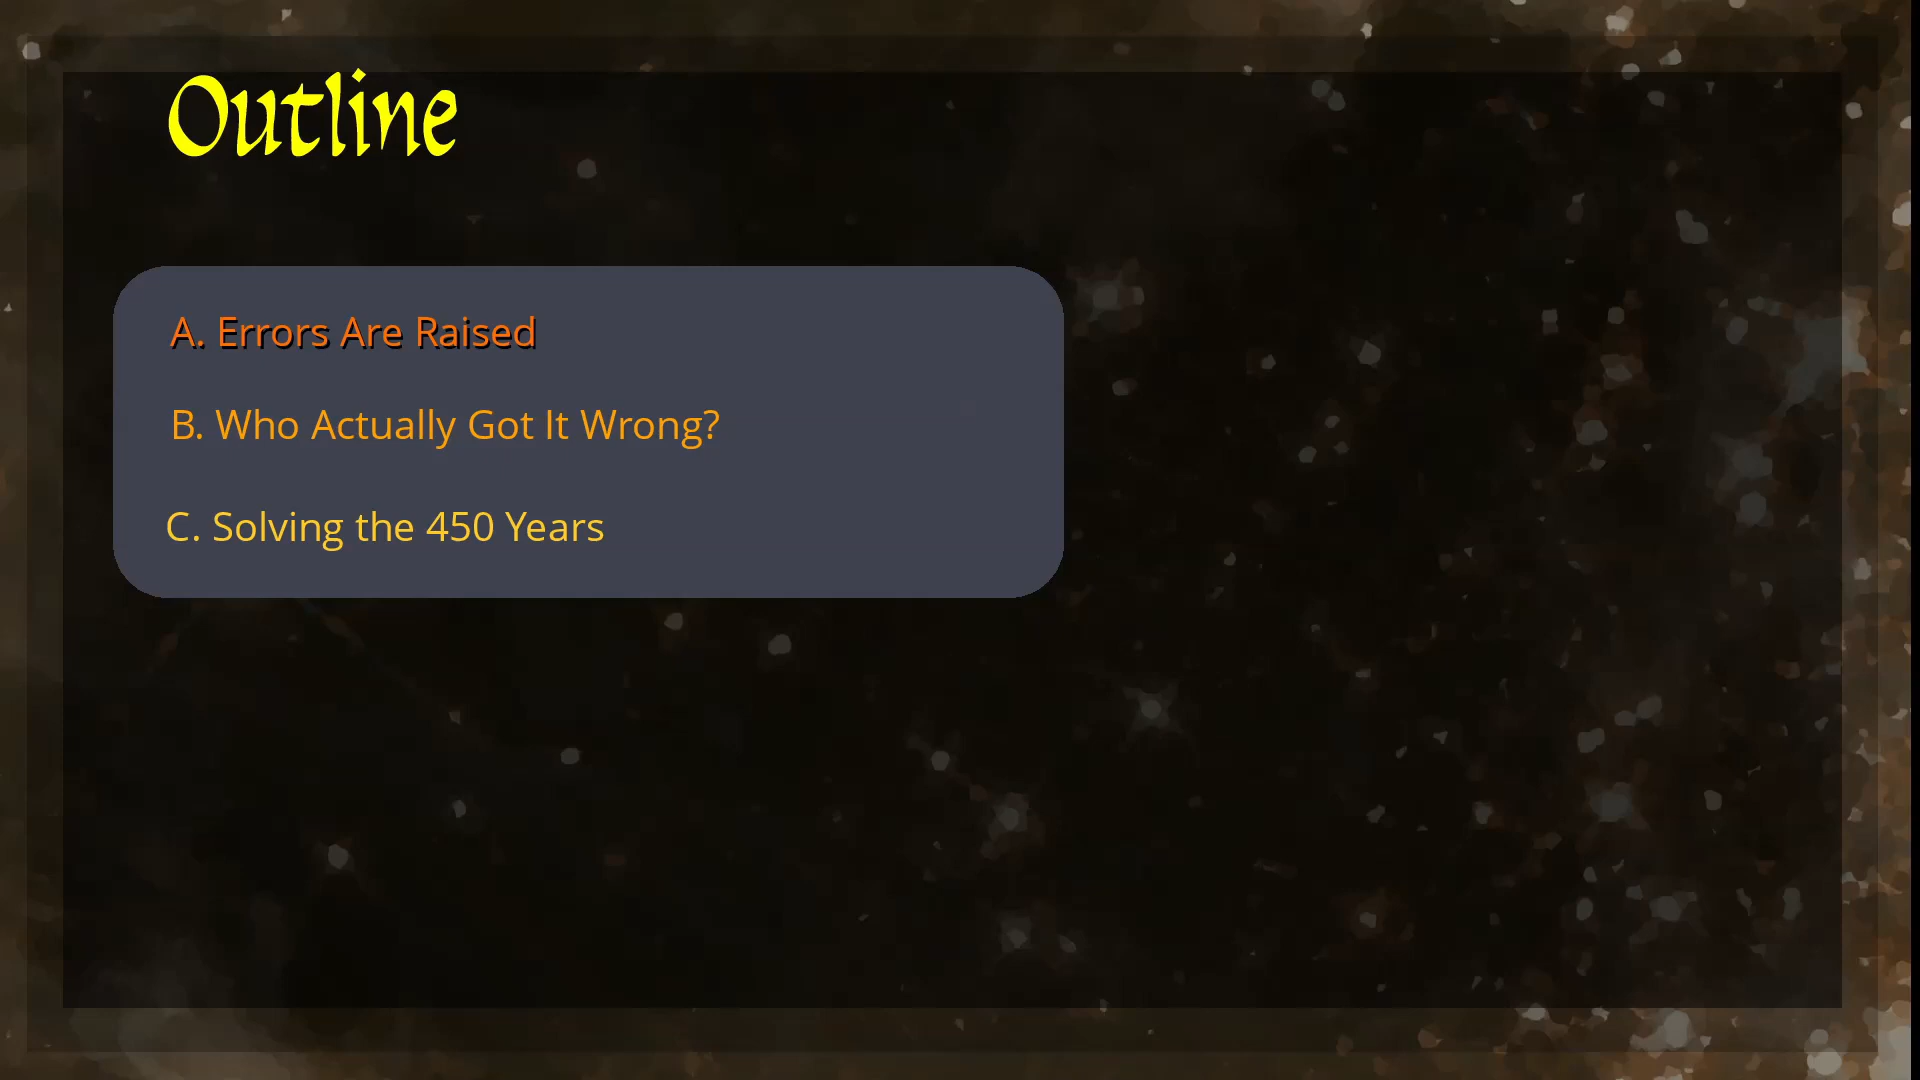 Outline
A. Errors Are Raised
B. Who Actually Got It Wrong?
C. Solving the 450 Years